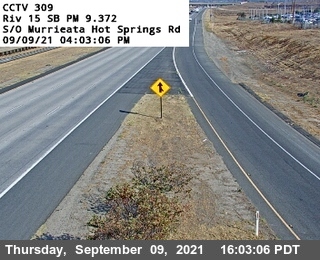 CCTV 309
Riv 15 SB PM 9.372
S/O Murrieata Hot Springs Rd
09/09/21 04:03:06 PM
Thursday, September 09, 2021 16:03:06 PDT